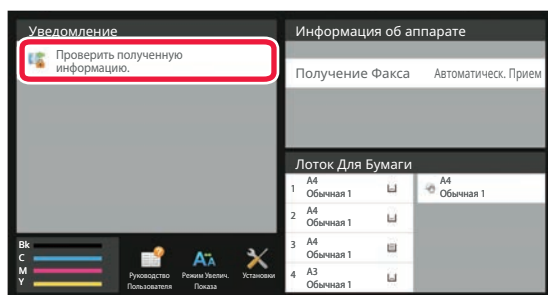 Уведомление
Проверить полученную
информацию.
Информация об аппарате
Получение Факса Автоматическ. Прием
Лоток Для Бумаги
1 A4
Обычная 1
2 A4
Обычная 1
3 A4
Обычная 1
4 A3
Обычная 1
A4
Обычная 1
Bk
C
M
Y
Руководство
Пользователя
Режим Увелич.
Показа
Установки